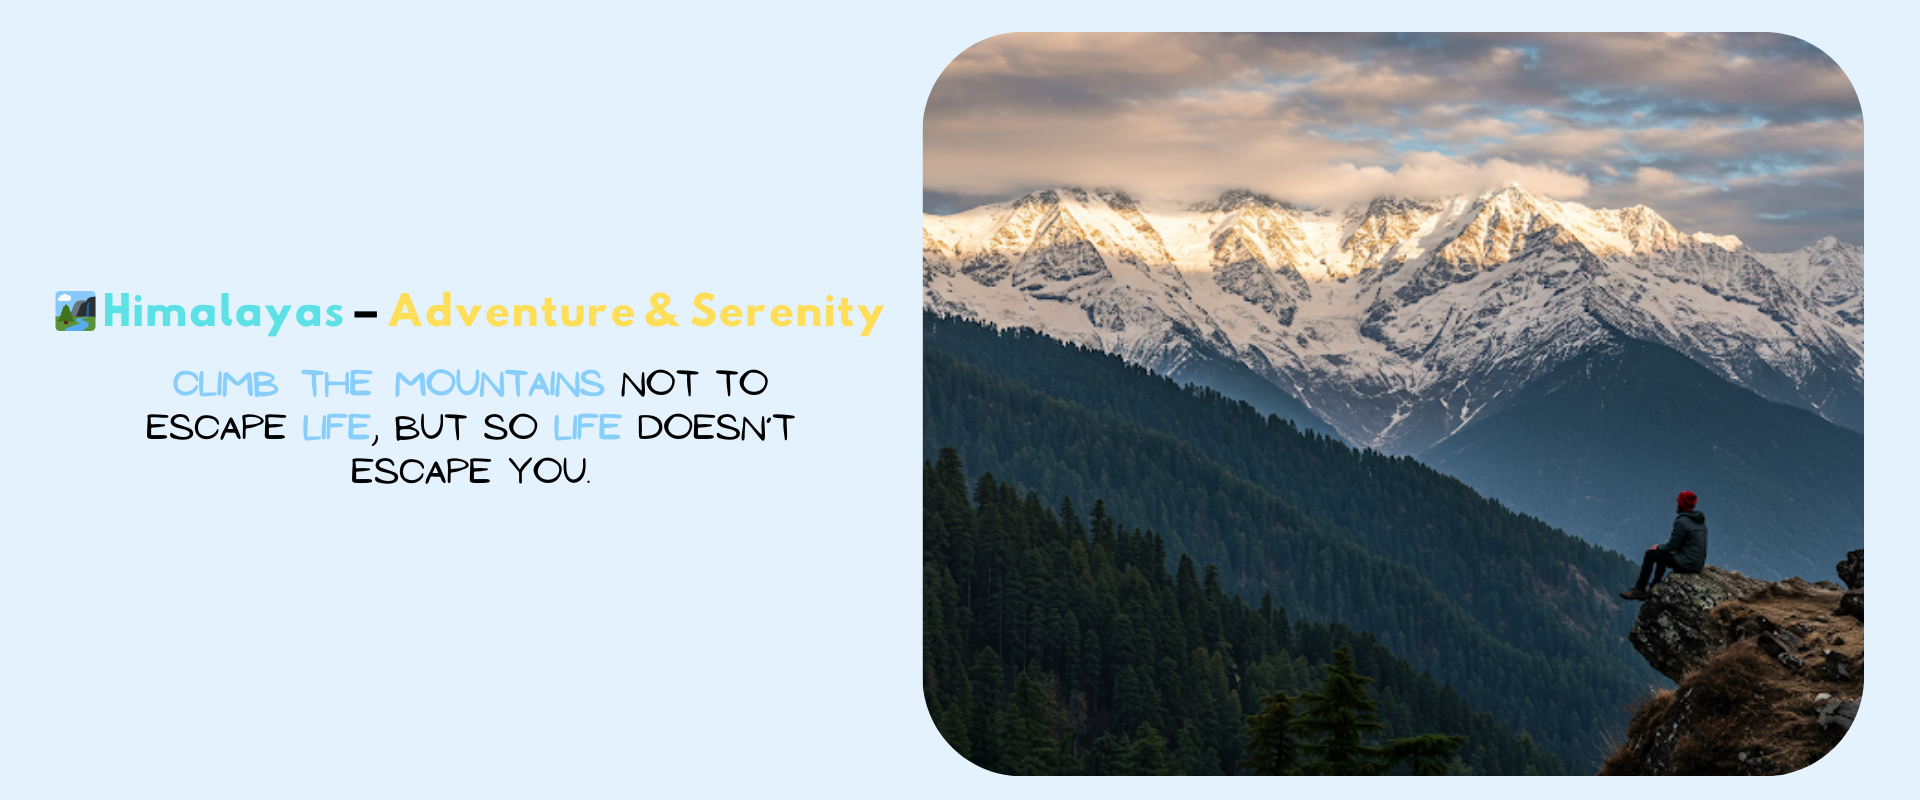 Himalayas – Adventure & Serenity
CLIMB THE MOUNTAINS NOT TO
ESCAPE LIFE, BUT SO LIFE DOESN'T
ESCAPE YOU.